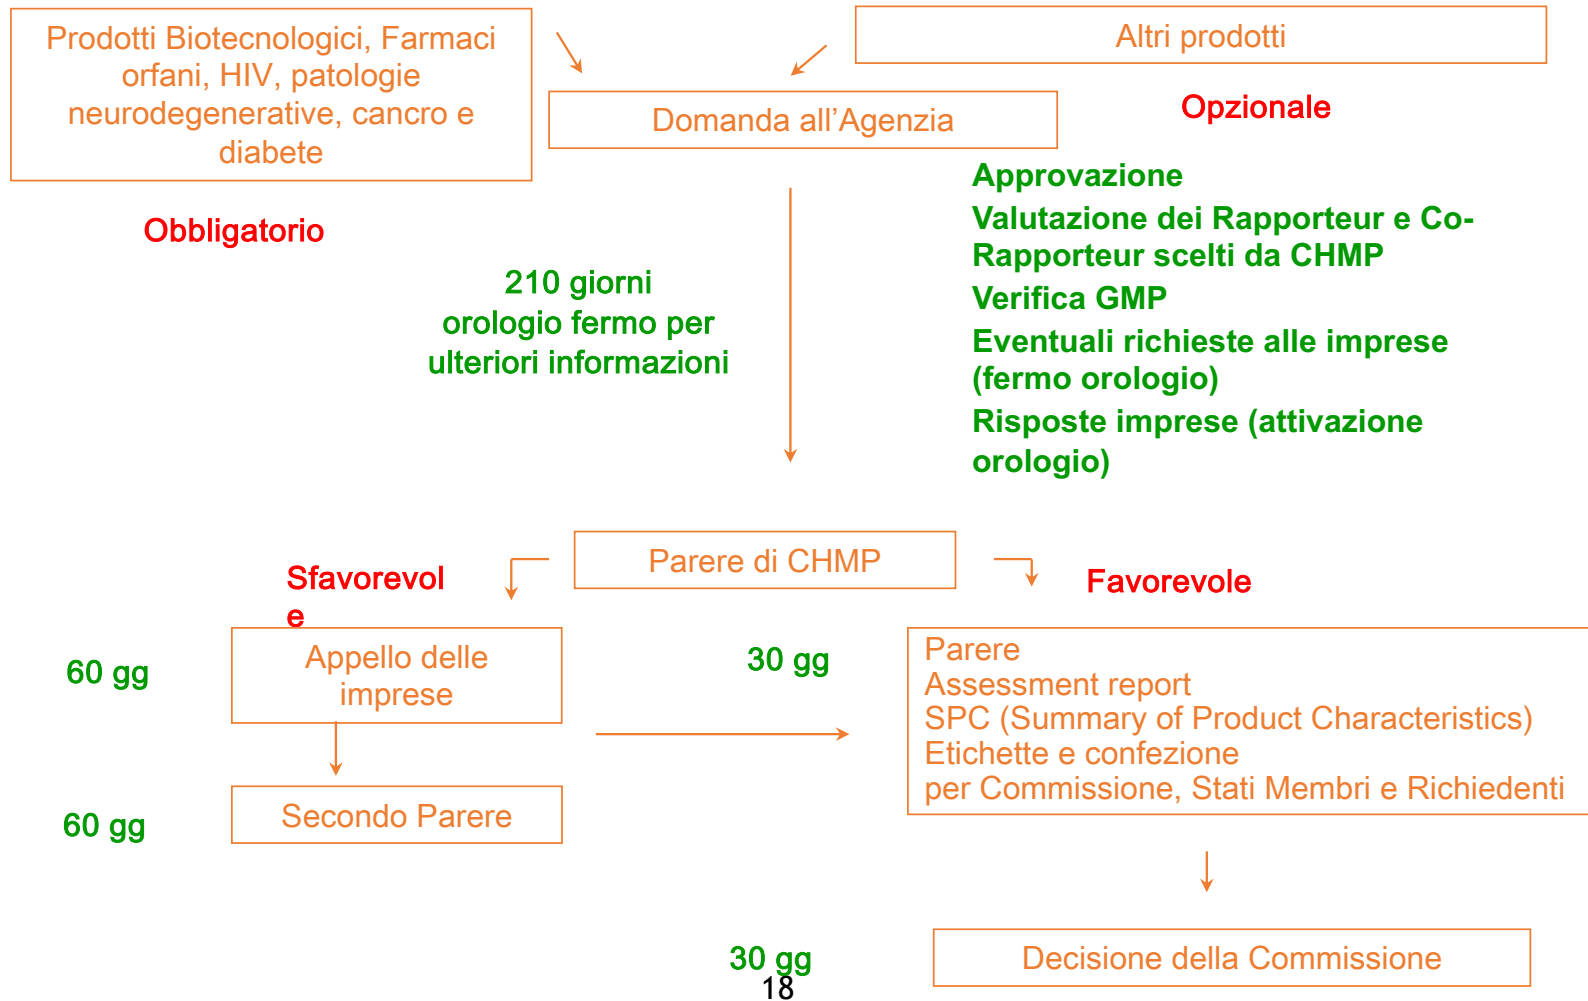 Prodotti Biotecnologici, Farmaci
orfani, HIV, patologie
neurodegenerative, cancro e
diabete
Altri prodotti
Domanda all’Agenzia
Opzionale
Obbligatorio
Approvazione
Valutazione dei Rapporteur e Co-
Rapporteur scelti da CHMP
Verifica GMP
Eventuali richieste alle imprese
(fermo orologio)
Risposte imprese (attivazione
orologio)
210 giorni
orologio fermo per
ulteriori informazioni
Parere di CHMP
Sfavorevol
e
Favorevole
60 gg
Appello delle
imprese
30 gg
Parere
Assessment report
SPC (Summary of Product Characteristics)
Etichette e confezione
per Commissione, Stati Membri e Richiedenti
60 gg
Secondo Parere
30 gg
Decisione della Commissione
18